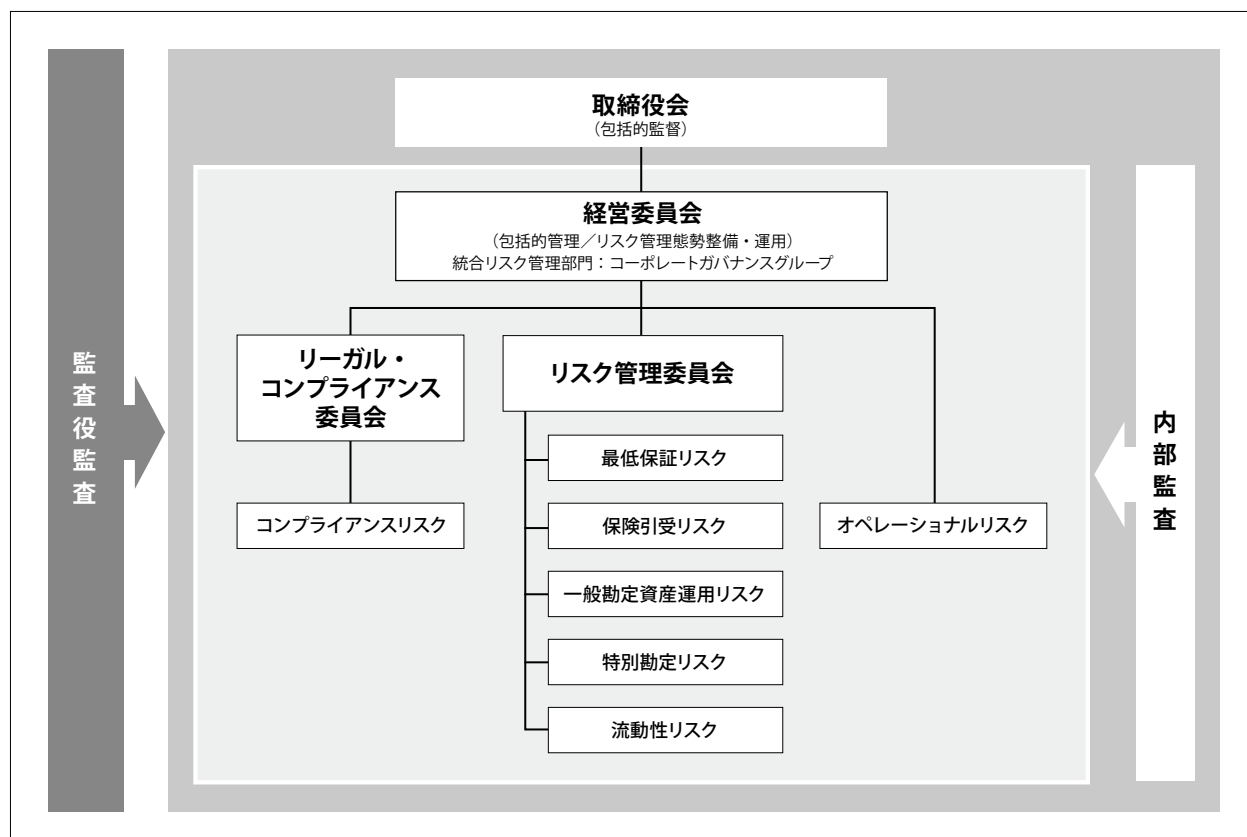 取締役会
（包括的監督）
経営委員会
（包括的管理／リスク管理態勢整備・運用）
統合リスク管理部門：コーポレートガバナンスグループ
リーガル・
コンプライアンス
委員会
リスク管理委員会
最低保証リスク
コンプライアンスリスク
保険引受リスク
オペレーショナルリスク
一般勘定資産運用リスク
特別勘定リスク
流動性リスク
監査役監査
内部監査